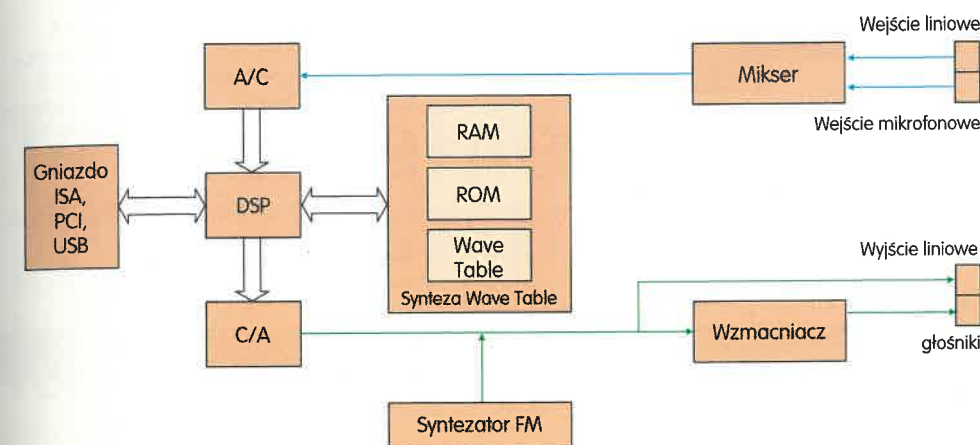 Wejście liniowe
A/C
Mikser
Wejście mikrofonowe
RAM
Gniazdo
ISA,
PCI,
USB
DSP
ROM
Wave
Table
Synteza Wave Table
Wyjście liniowe
C/A
Wzmacniacz
głośniki
Syntezator FM